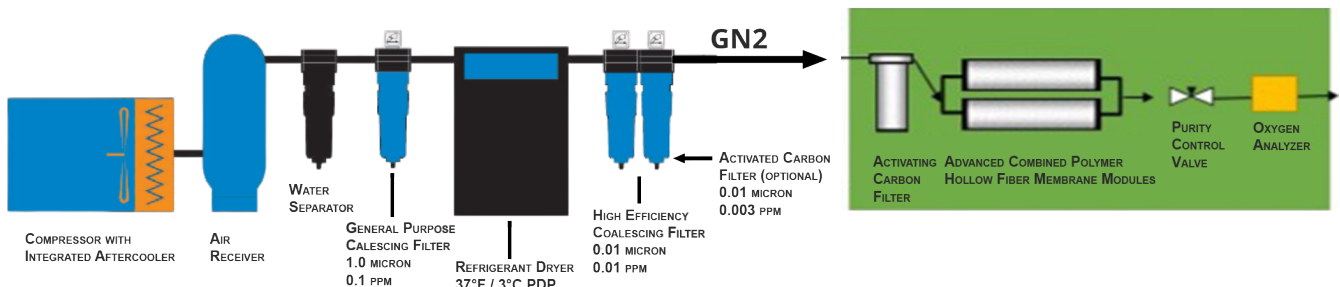 GN2
Compressor with
Integrated Aftercooler
Air
Receiver
Water
Separator
General Purpose
Calescing Filter
1.0 micron
0.1 ppm
Refrigerant Dryer
37°F / 3°C PDP
High Efficiency
Coalescing Filter
0.01 micron
0.01 ppm
Activated Carbon
Filter (optional)
0.01 micron
0.003 ppm
Activating
Carbon
Filter
Advanced Combined Polymer
Hollow Fiber Membrane Modules
Purity
Control
Valve
Oxygen
Analyzer